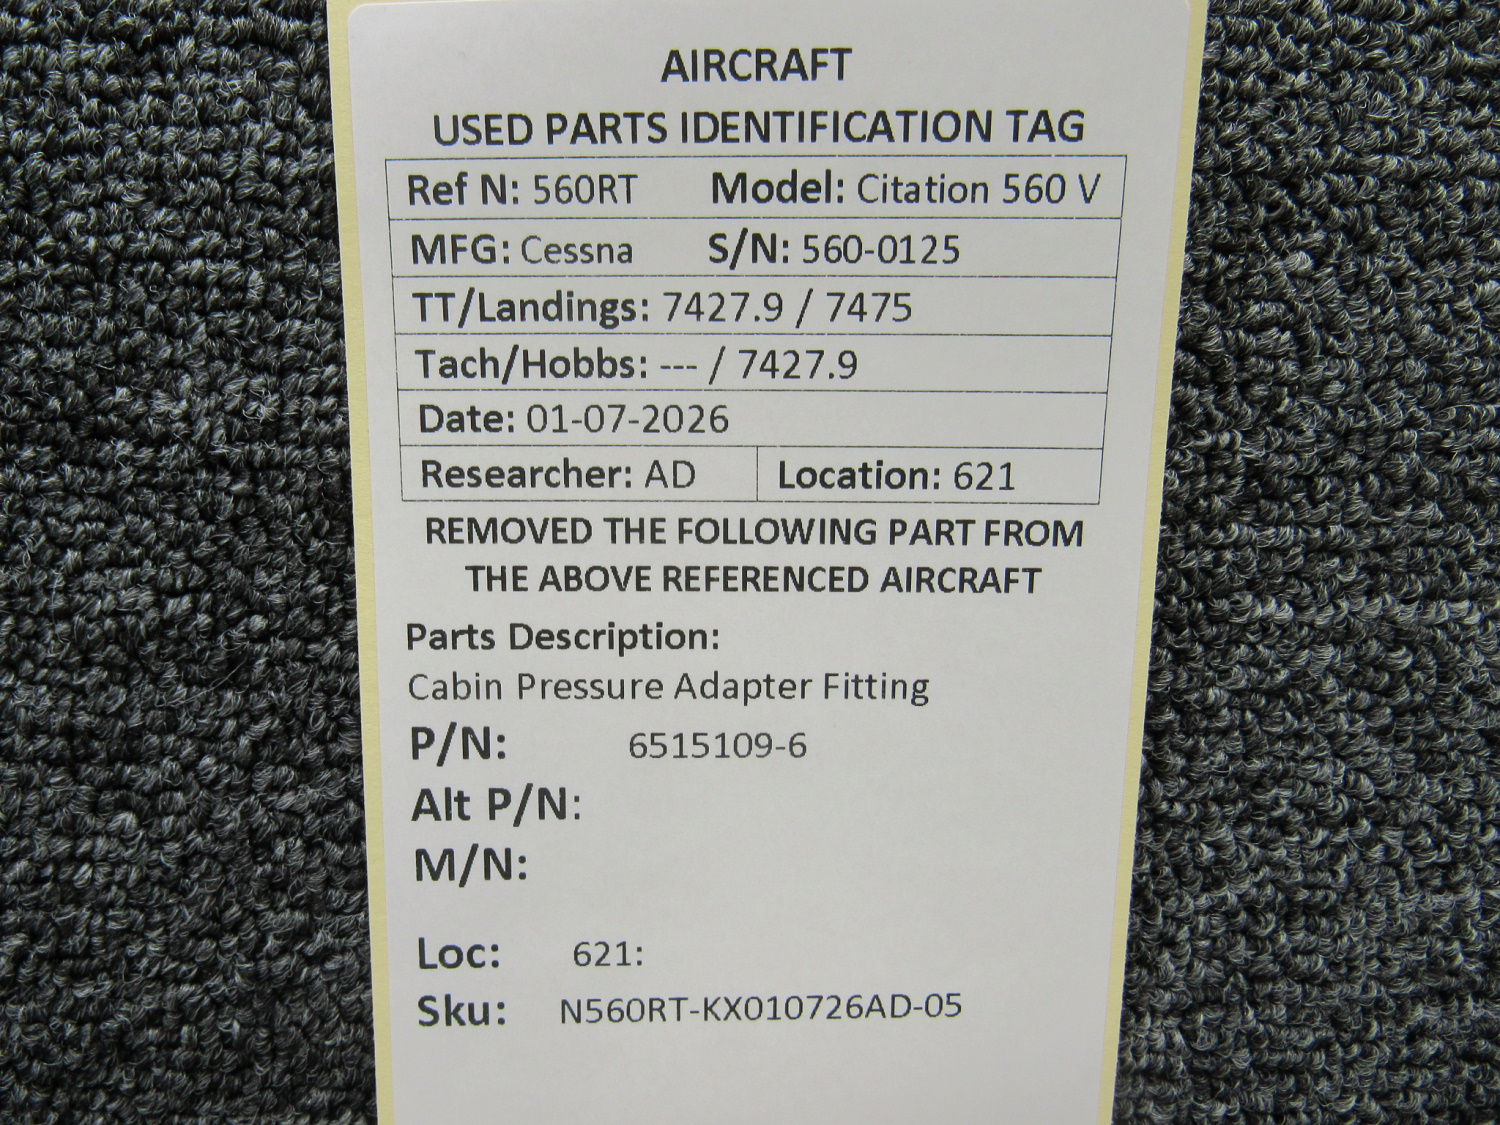 AIRCRAFT
USED PARTS IDENTIFICATION TAG
Ref N: 560RT Model: Citation 560 V
MFG: Cessna S/N: 560-0125
TT/Landings: 7427.9 / 7475
Tach/Hobbs: --- / 7427.9
Date: 01-07-2026
Researcher: AD Location: 621
REMOVED THE FOLLOWING PART FROM
THE ABOVE REFERENCED AIRCRAFT
Parts Description:
Cabin Pressure Adapter Fitting
P/N: 6515109-6
Alt P/N:
M/N:
Loc: 621:
Sku: N560RT-KX010726AD-05